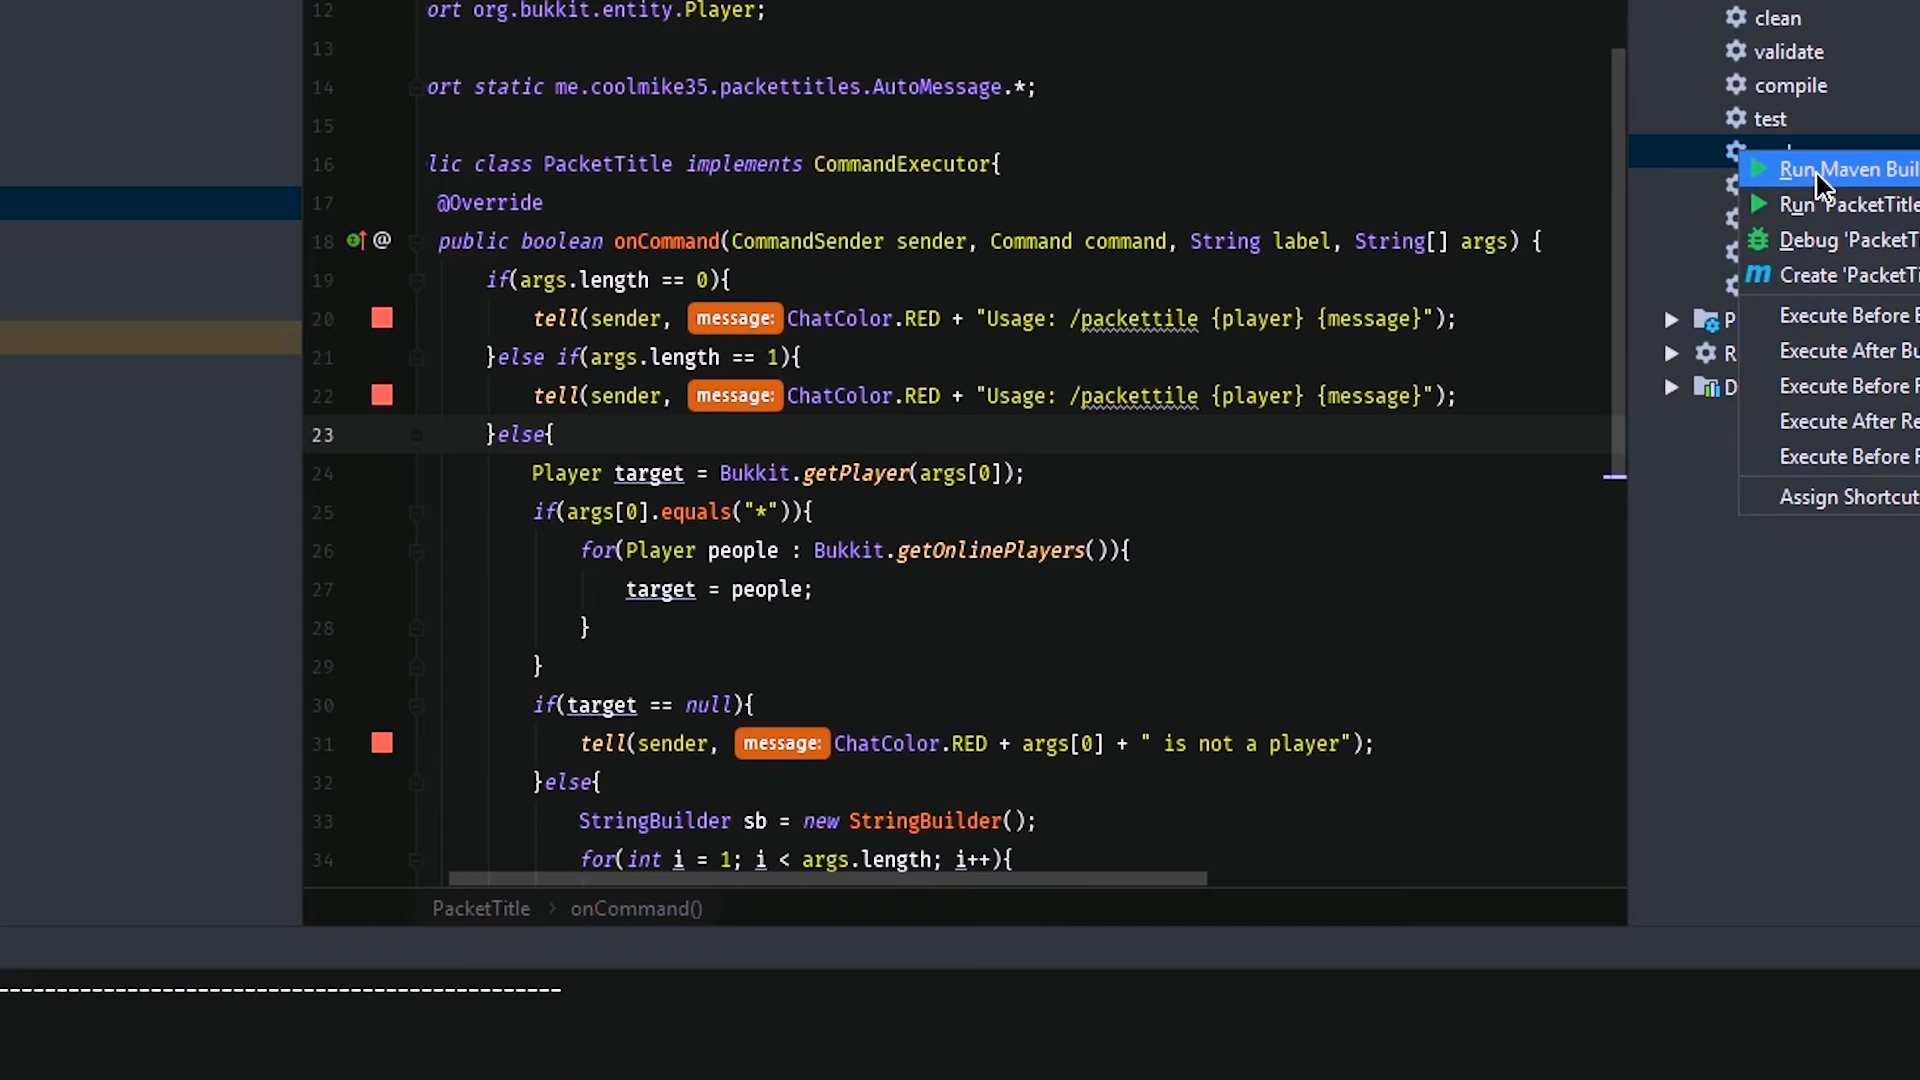 12 ort org.bukkit.entity.Player;
13
14 ort static me.coolmike35.packettitles.AutoMessage.*;
15
16 lic class PacketTitle implements CommandExecutor{
17 @Override
18 @ public boolean onCommand(CommandSender sender, Command command, String label, String[] args) {
19 if(args.length == 0){
20 tell(sender, message: ChatColor.RED + "Usage: /packettile {player} {message}");
21 }else if(args.length == 1){
22 tell(sender, message: ChatColor.RED + "Usage: /packettile {player} {message}");
23 }else{
24 Player target = Bukkit.getPlayer(args[0]);
25 if(args[0].equals("*")){
26 for(Player people : Bukkit.getOnlinePlayers()){
27 target = people;
28 }
29 }
30 if(target == null){
31 tell(sender, message: ChatColor.RED + args[0] + " is not a player");
32 }else{
33 StringBuilder sb = new StringBuilder();
34 for(int i = 1; i < args.length; i++){
PacketTitle > onCommand()
------------------------------------------------
clean
validate
compile
test
Run Maven Buil
Run 'PacketTitle
Debug 'PacketT
Create 'PacketTi
Execute Before B
Execute After Bu
Execute Before R
Execute After Re
Execute Before R
Assign Shortcut
P
R
D